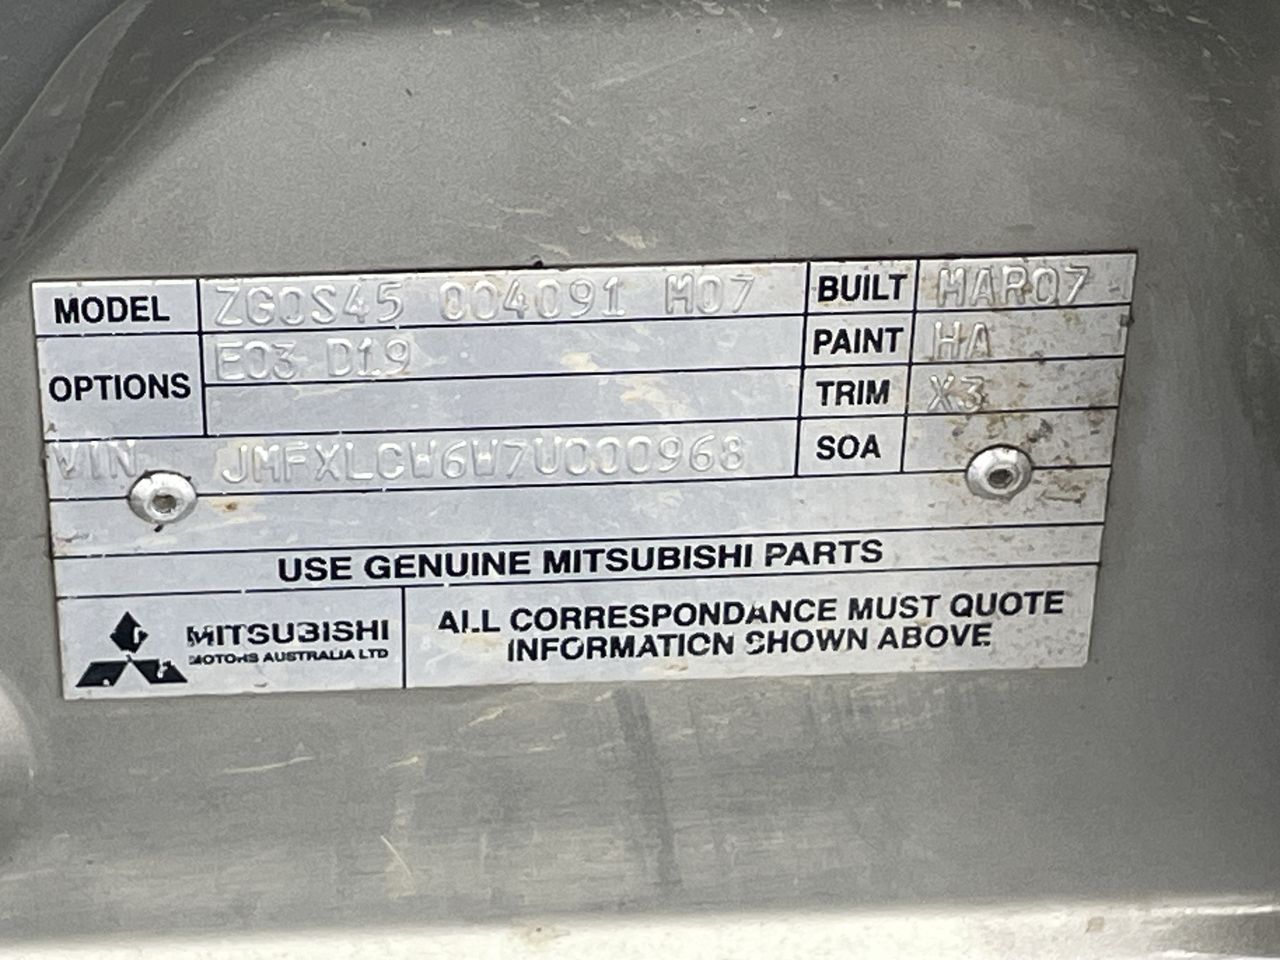 MODEL ZG0S45 004091 M07 BUILT MAR07
OPTIONS E03 D19 PAINT HA
TRIM X3
VIN JMFXLCW6W7U000968 SOA
USE GENUINE MITSUBISHI PARTS
MITSUBISHI
MOTORS AUSTRALIA LTD
ALL CORRESPONDANCE MUST QUOTE
INFORMATION SHOWN ABOVE